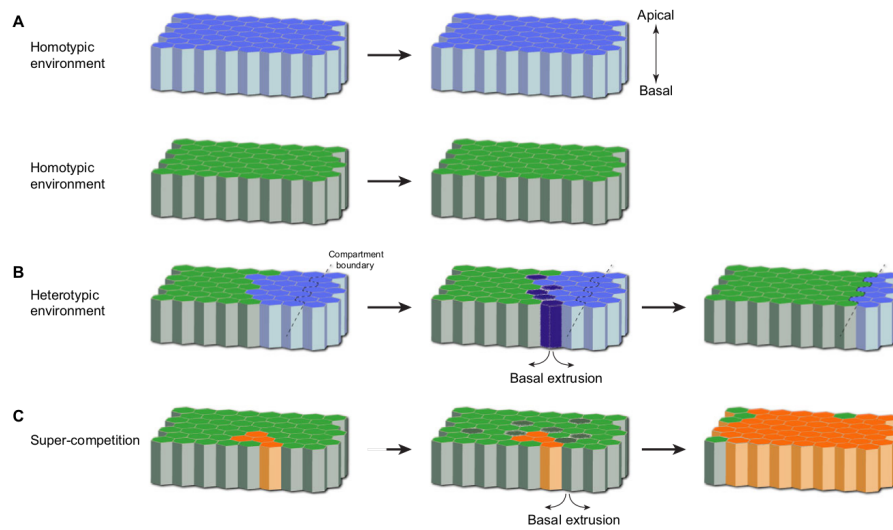 A
Homotypic
environment
Apical
Basal
Homotypic
environment
B
Compartment
boundary
Heterotypic
environment
Basal extrusion
C
Super-competition
Basal extrusion